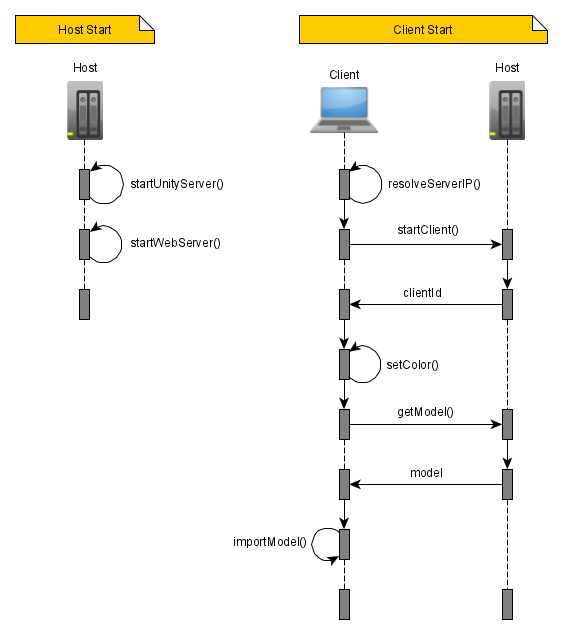 Host Start
Client Start
Host
Client
Host
startUnityServer()
resolveServerIP()
startClient()
startWebServer()
clientId
setColor()
getModel()
model
importModel()